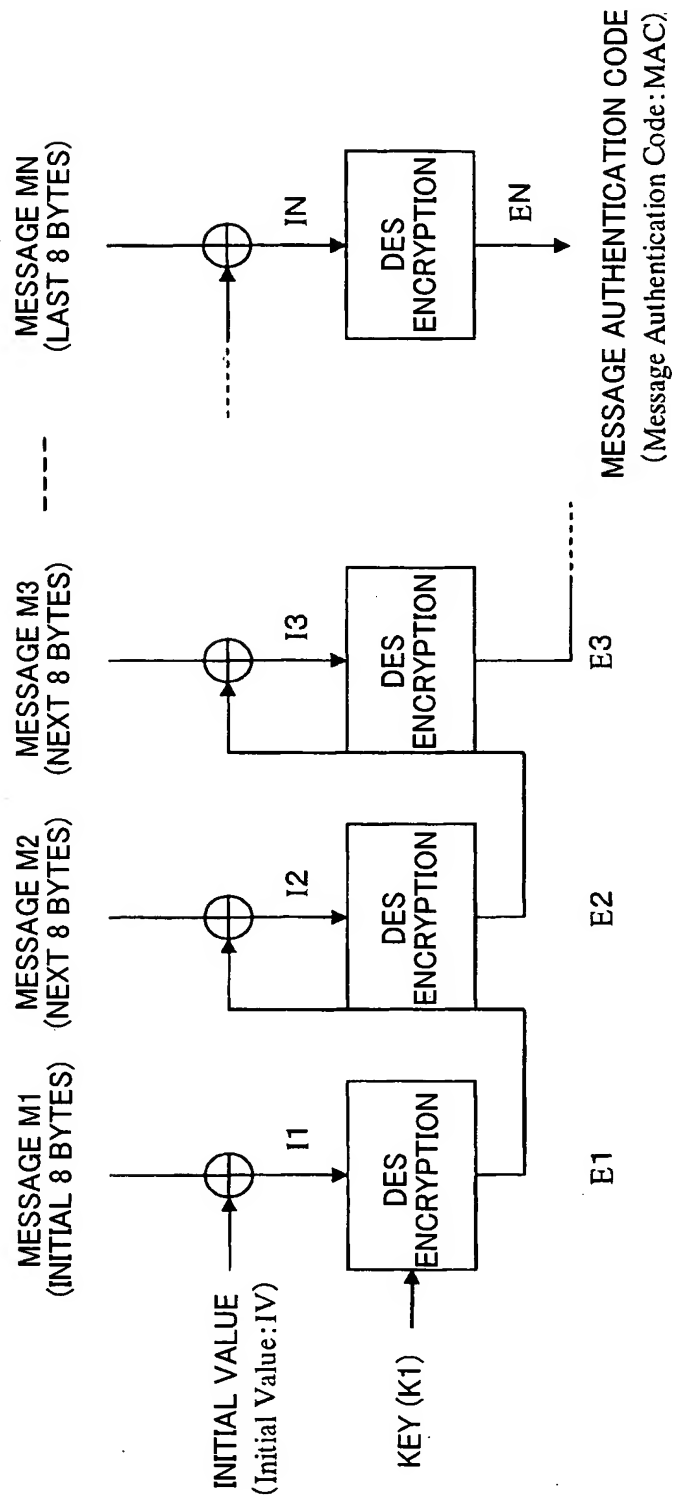 MESSAGE M1
(INITIAL 8 BYTES)
MESSAGE M2
(NEXT 8 BYTES)
MESSAGE M3
(NEXT 8 BYTES)
MESSAGE MN
(LAST 8 BYTES)
INITIAL VALUE
(Initial Value:IV)
I1
I2
I3
IN
KEY (K1)
DES
ENCRYPTION
DES
ENCRYPTION
DES
ENCRYPTION
DES
ENCRYPTION
E1
E2
E3
EN
MESSAGE AUTHENTICATION CODE
(Message Authentication Code:MAC)